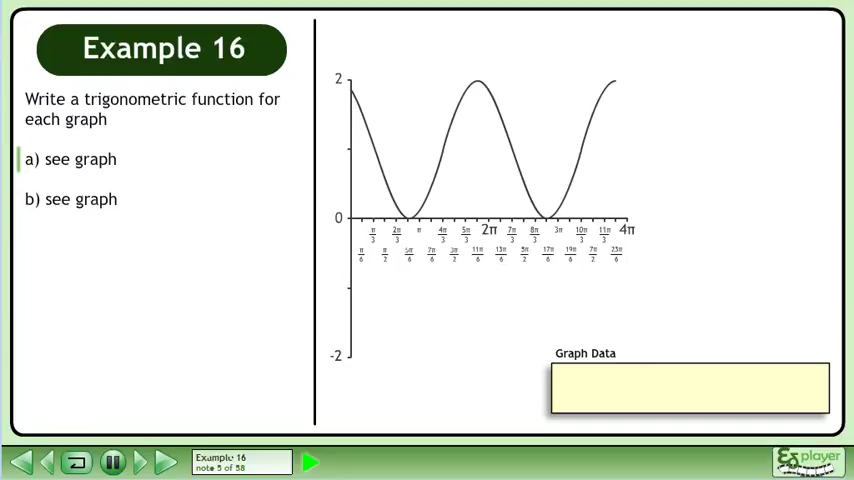 Example 16
Write a trigonometric function for
each graph
a) see graph
b) see graph
2
0
-2
π/3 2π/3 π 4π/3 5π/3 2π 7π/3 8π/3 3π 10π/3 11π/3 4π
π/6 π/2 5π/6 7π/6 3π/2 11π/6 13π/6 5π/2 17π/6 19π/6 7π/2 23π/6
Graph Data
Example 16
note 5 of 58
player